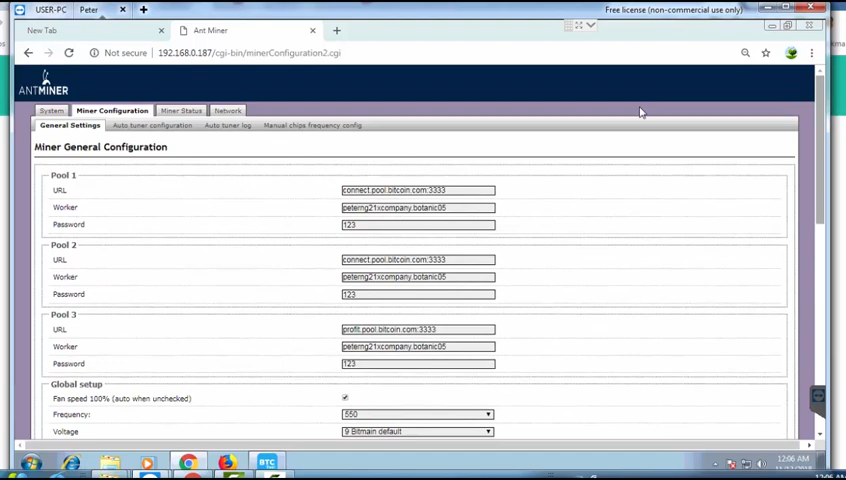 USER-PC Peter Free license (non-commercial use only)
New Tab Ant Miner
Not secure 192.168.0.187/cgi-bin/minerConfiguration2.cgi
ANTMINER
System Miner Configuration Miner Status Network
General Settings Auto tuner configuration Auto tuner log Manual chips frequency config
Miner General Configuration
Pool 1
URL connect.pool.bitcoin.com:3333
Worker peterng21xcompany.botanic05
Password 123
Pool 2
URL connect.pool.bitcoin.com:3333
Worker peterng21xcompany.botanic05
Password 123
Pool 3
URL profit.pool.bitcoin.com:3333
Worker peterng21xcompany.botanic05
Password 123
Global setup
Fan speed 100% (auto when unchecked)
Frequency: 550
Voltage 9 Bitmain default
BTC 12:06 AM
12:06 AM